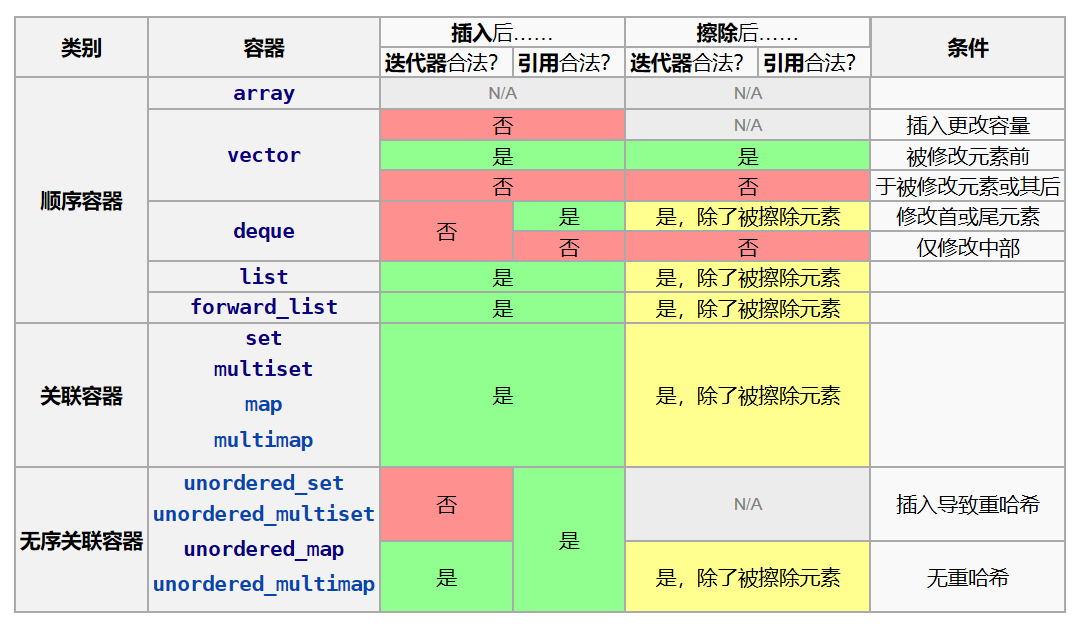 类别 容器 插入后…… 擦除后…… 条件
迭代器合法？ 引用合法？ 迭代器合法？ 引用合法？
顺序容器
array N/A N/A
vector
否 N/A 插入更改容量
是 是 被修改元素前
否 否 于被修改元素或其后
deque
否 是 是，除了被擦除元素 修改首或尾元素
否 否 仅修改中部
list 是 是，除了被擦除元素
forward_list 是 是，除了被擦除元素
关联容器
set
multiset
map
multimap
是 是，除了被擦除元素
无序关联容器
unordered_set
unordered_multiset
unordered_map
unordered_multimap
否 是 N/A 插入导致重哈希
是 是，除了被擦除元素 无重哈希